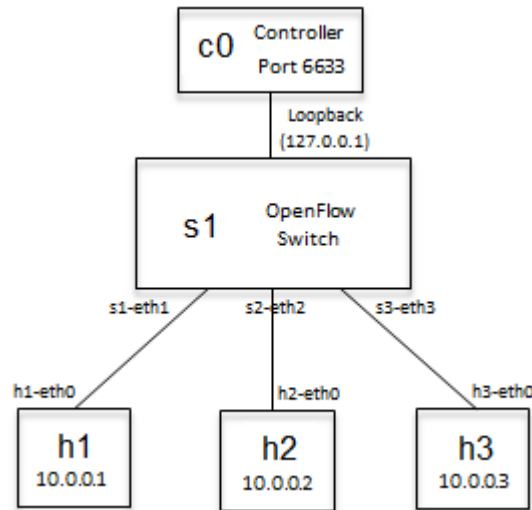 c0 Controller
Port 6633
Loopback
(127.0.0.1)
s1 OpenFlow
Switch
s1-eth1 s2-eth2 s3-eth3
h1-eth0 h2-eth0 h3-eth0
h1 h2 h3
10.0.0.1 10.0.0.2 10.0.0.3